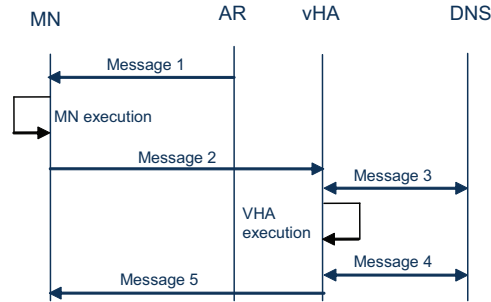 MN
AR
vHA
DNS
Message 1
MN execution
Message 2
Message 3
VHA
execution
Message 4
Message 5